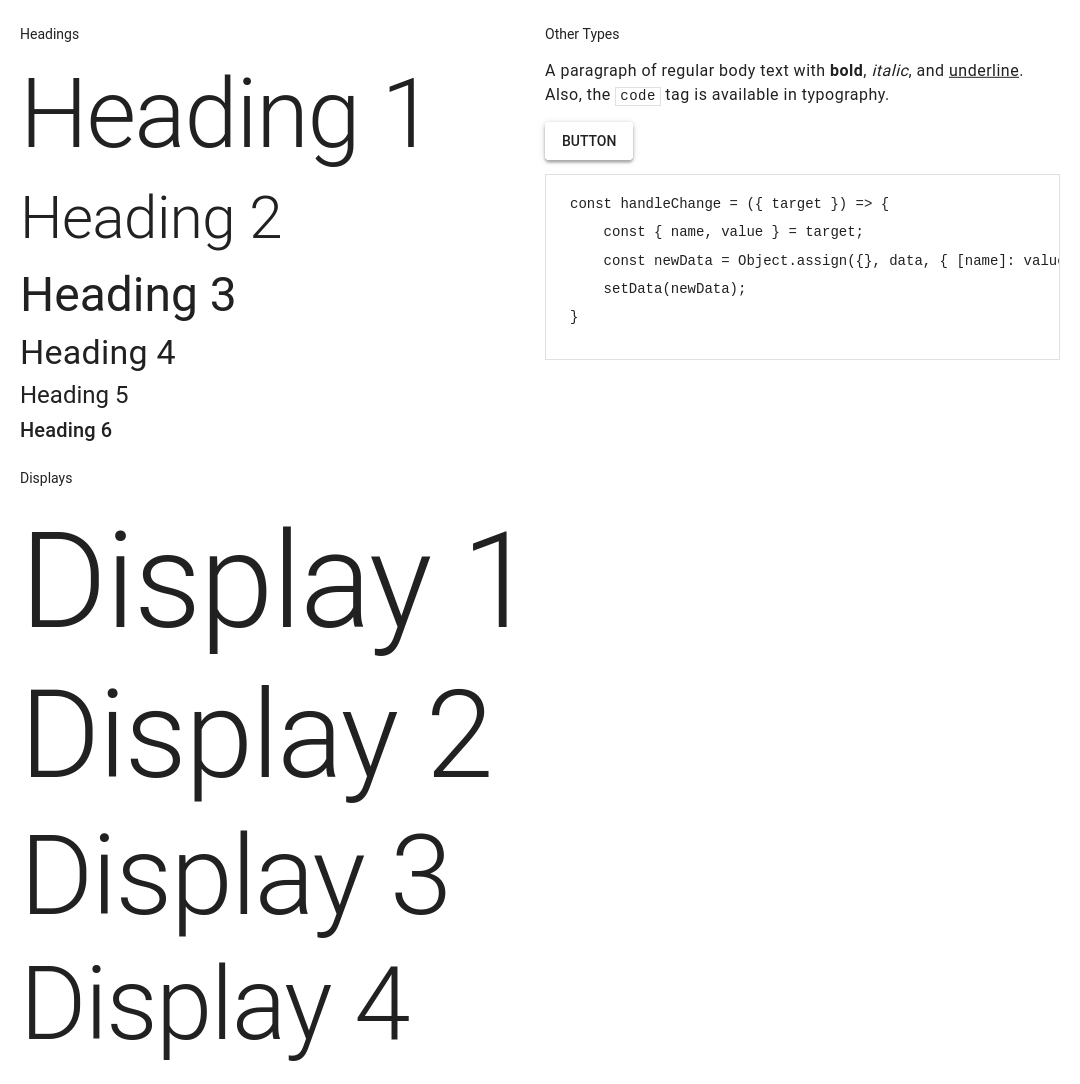 Headings
Heading 1
Heading 2
Heading 3
Heading 4
Heading 5
Heading 6
Displays
Display 1
Display 2
Display 3
Display 4
Other Types
A paragraph of regular body text with bold, italic, and underline.
Also, the code tag is available in typography.
BUTTON
const handleChange = ({ target }) => {
    const { name, value } = target;
    const newData = Object.assign({}, data, { [name]: valu
    setData(newData);
}